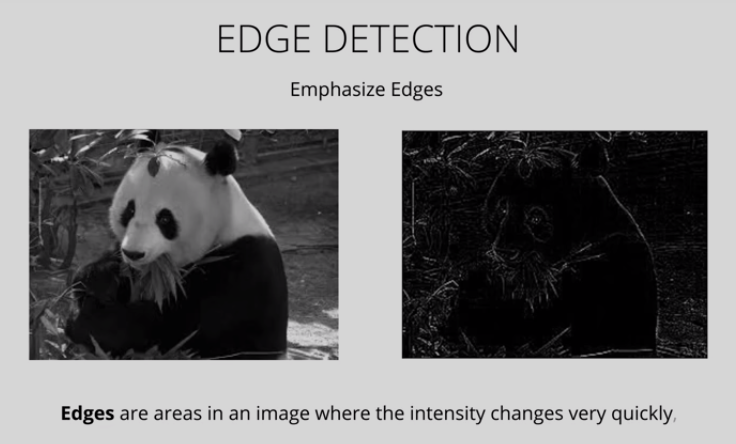 EDGE DETECTION
Emphasize Edges
Edges are areas in an image where the intensity changes very quickly,